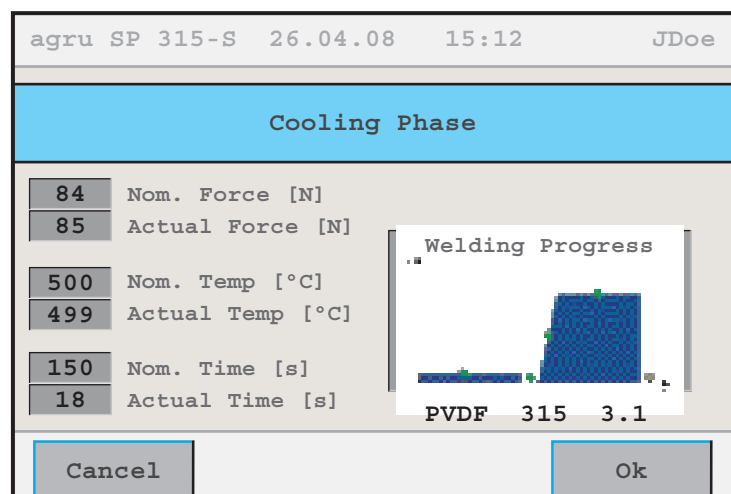 agru SP 315-S 26.04.08 15:12 JDoe
Cooling Phase
84 Nom. Force [N]
85 Actual Force [N]
500 Nom. Temp [°C]
499 Actual Temp [°C]
150 Nom. Time [s]
18 Actual Time [s]
Welding Progress
PVDF 315 3.1
Cancel Ok